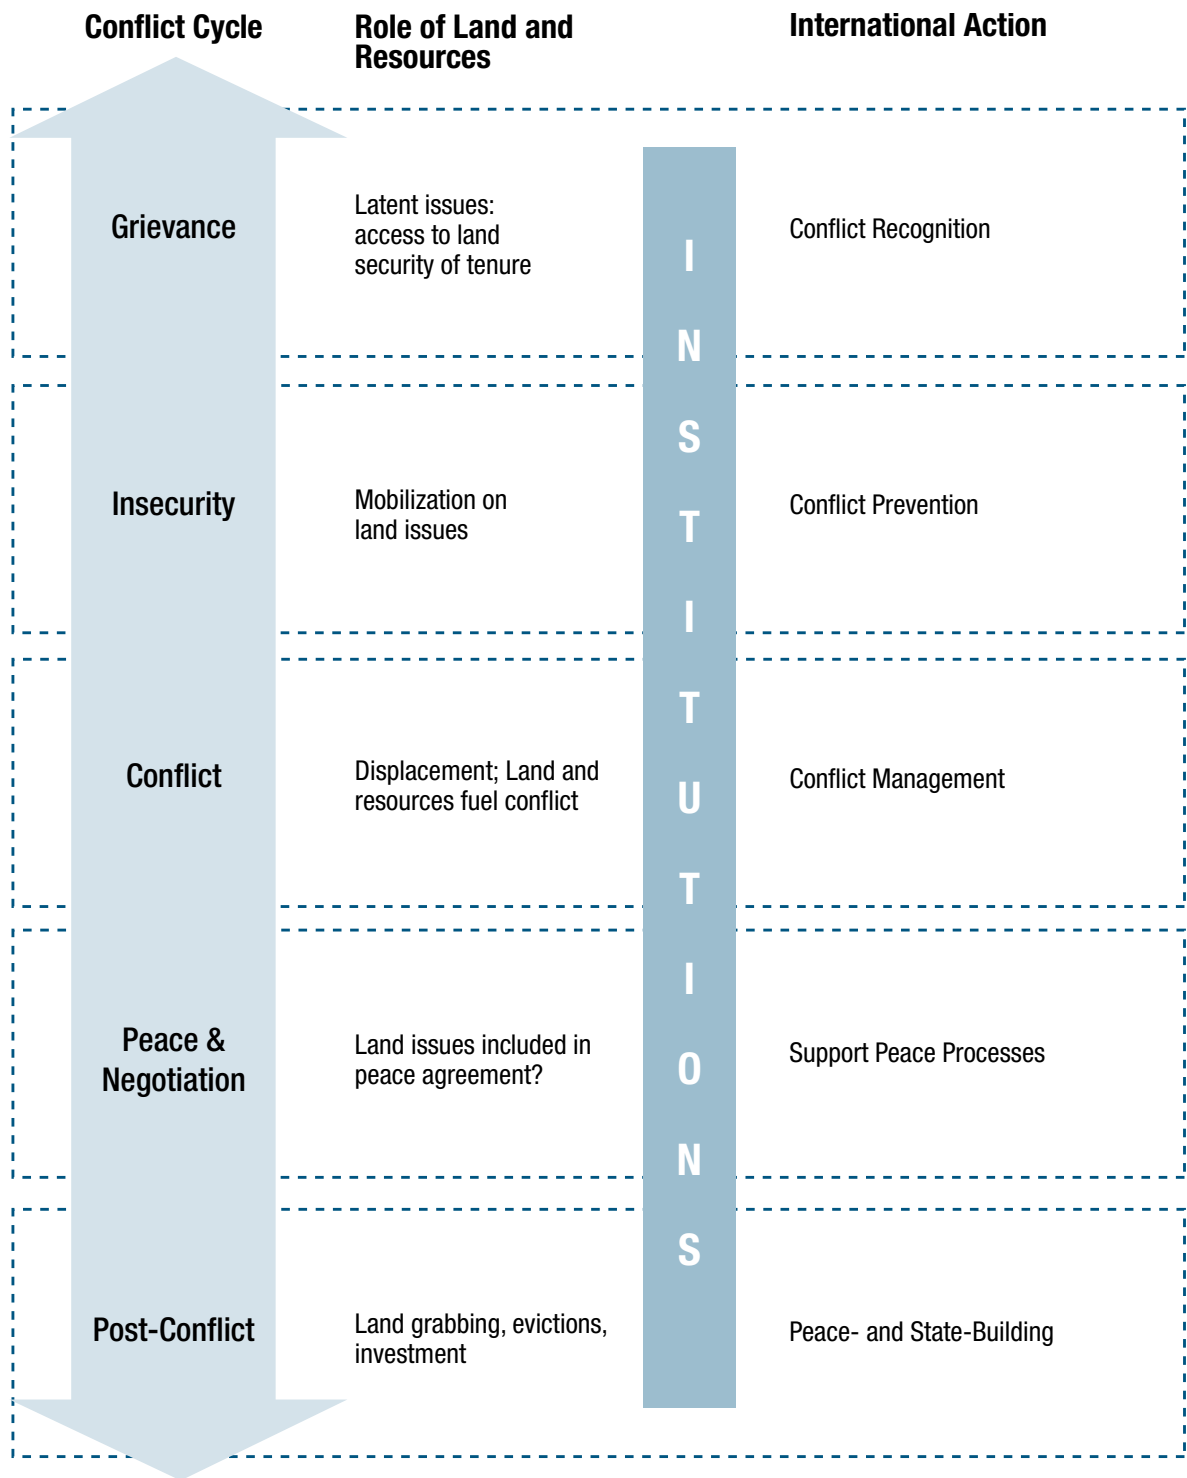 Conflict Cycle
Role of Land and
Resources
International Action
Grievance
Latent issues:
access to land
security of tenure
Conflict Recognition
Insecurity
Mobilization on
land issues
Conflict Prevention
Conflict
Displacement; Land and
resources fuel conflict
Conflict Management
Peace &
Negotiation
Land issues included in
peace agreement?
Support Peace Processes
Post-Conflict
Land grabbing, evictions,
investment
Peace- and State-Building
INSTITUTIONS